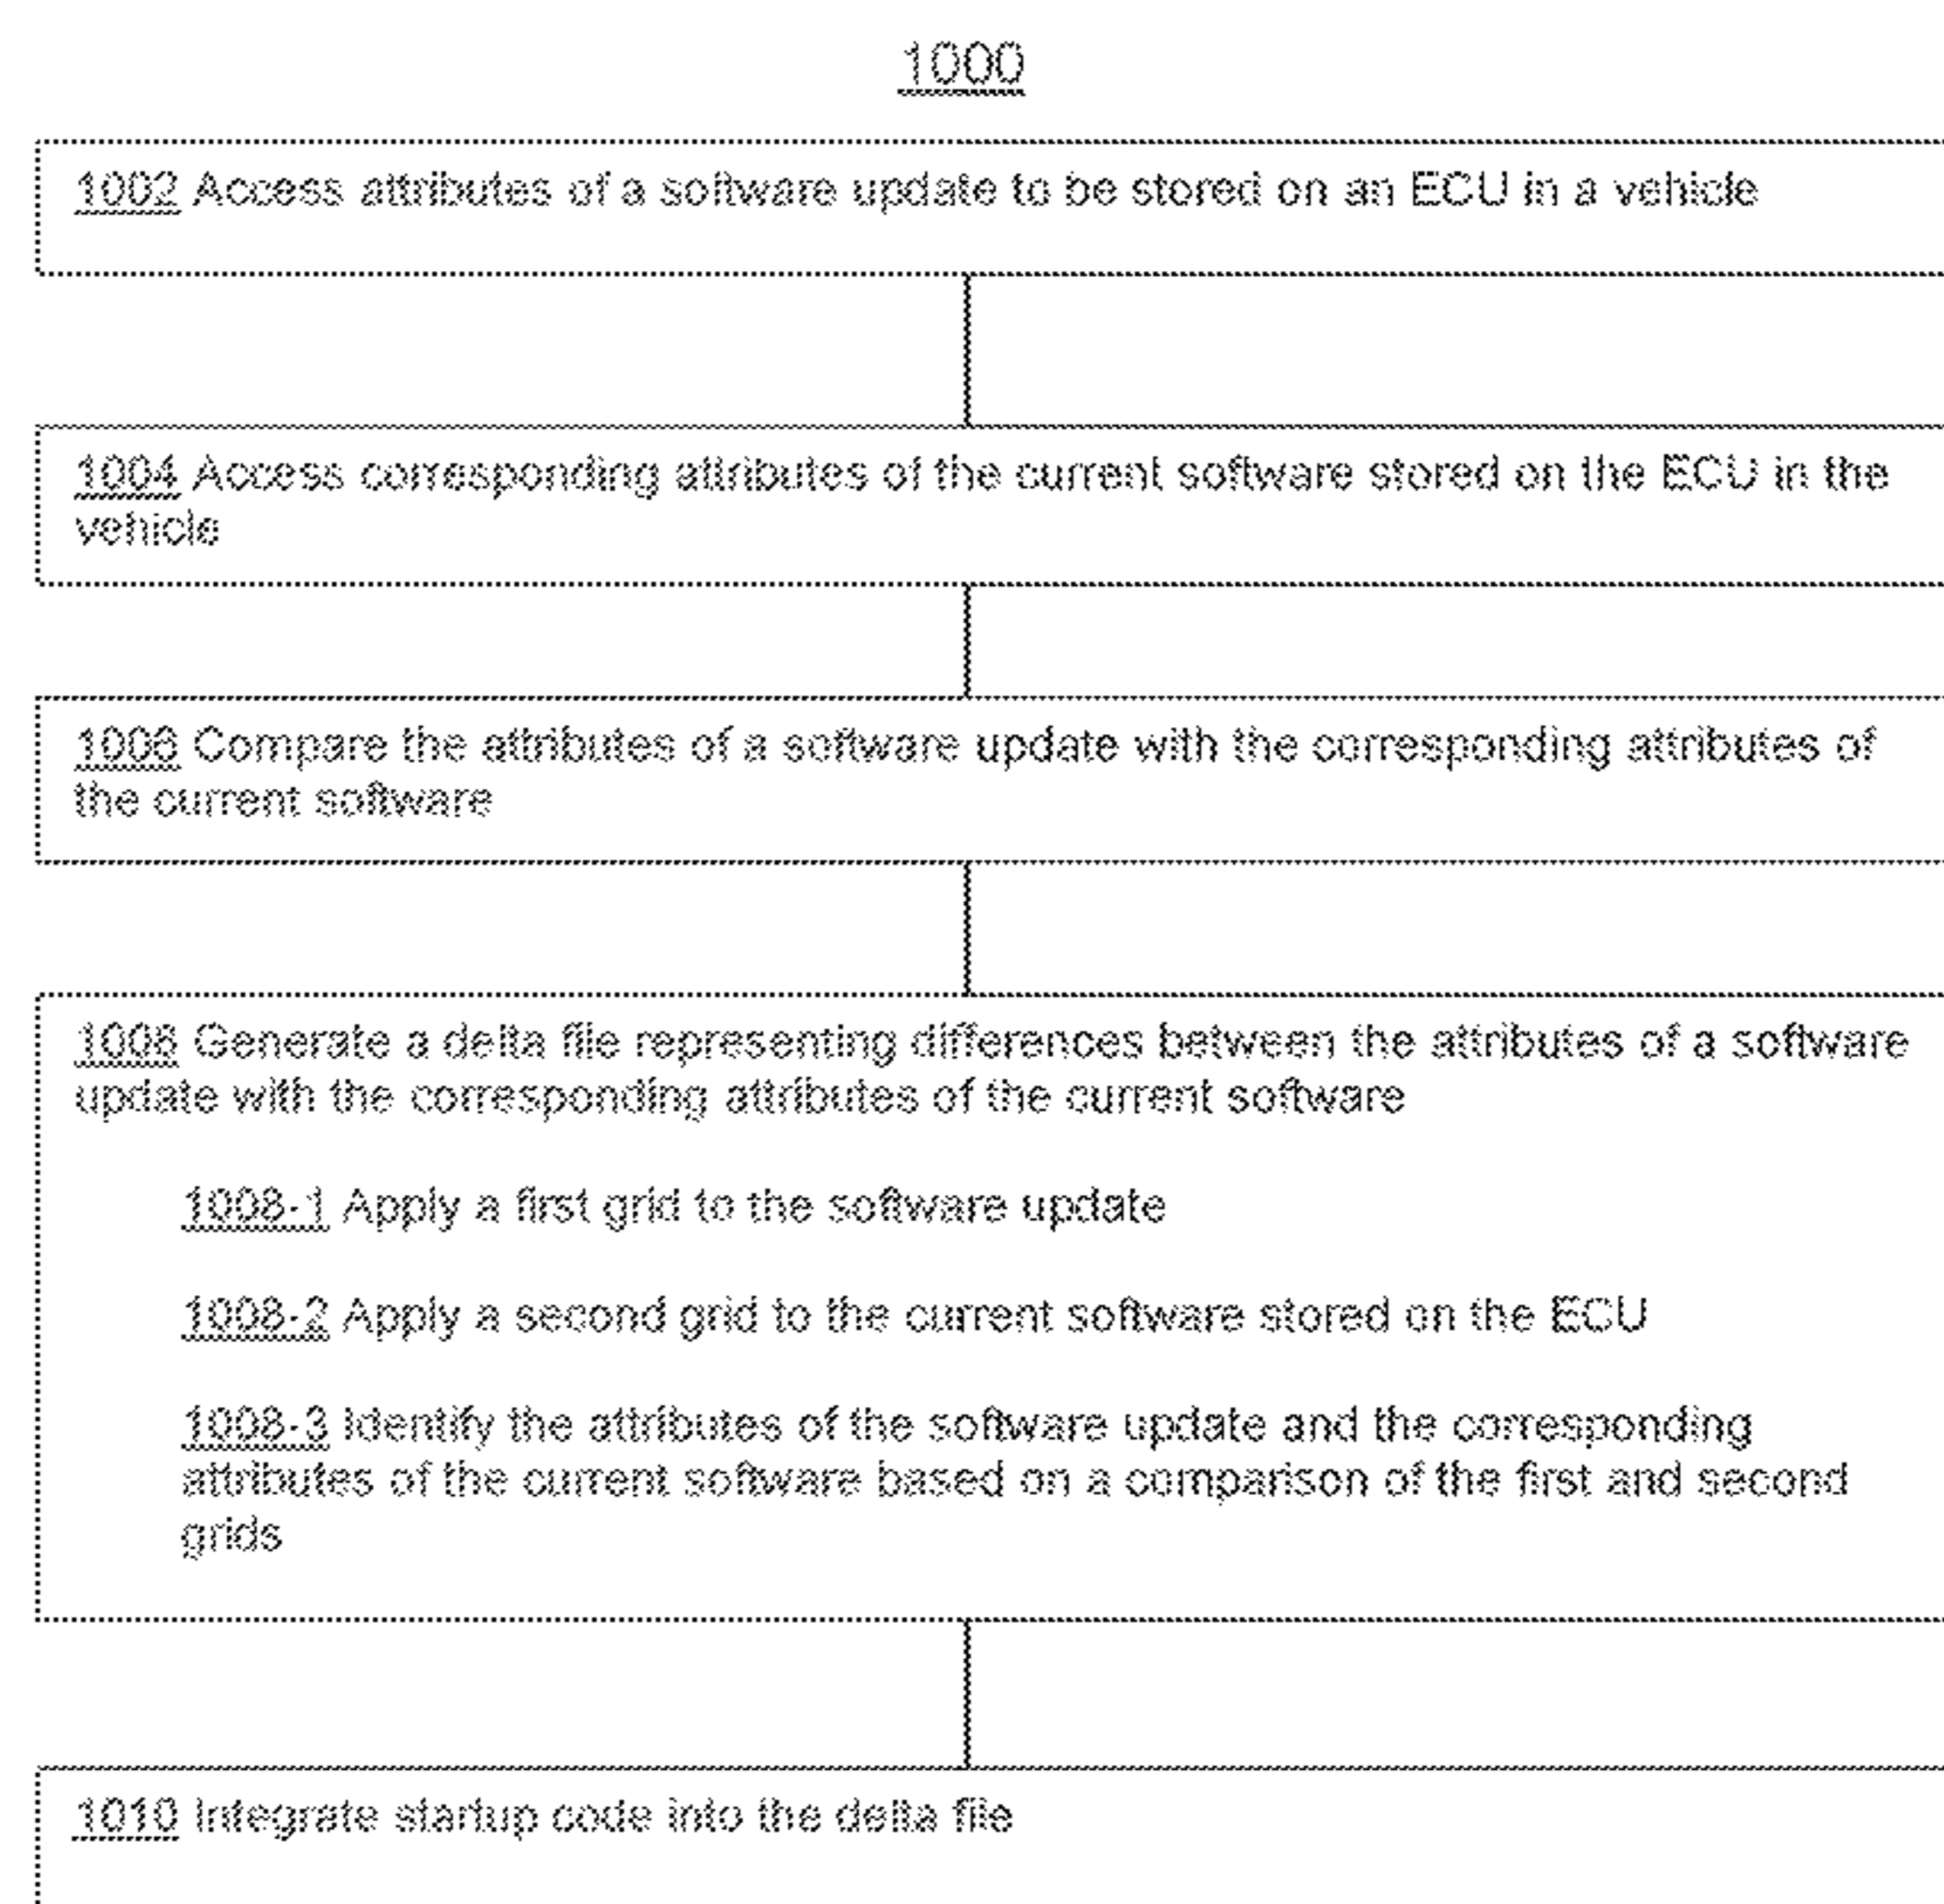 1000
1002 Access attributes of a software update to be stored on an ECU in a vehicle
1004 Access corresponding attributes of the current software stored on the ECU in the
vehicle
1006 Compare the attributes of a software update with the corresponding attributes of
the current software
1008 Generate a delta file representing differences between the attributes of a software
update with the corresponding attributes of the current software
1008-1 Apply a first grid to the software update
1008-2 Apply a second grid to the current software stored on the ECU
1008-3 Identify the attributes of the software update and the corresponding
attributes of the current software based on a comparison of the first and second
grids
1010 Integrate startup code into the delta file